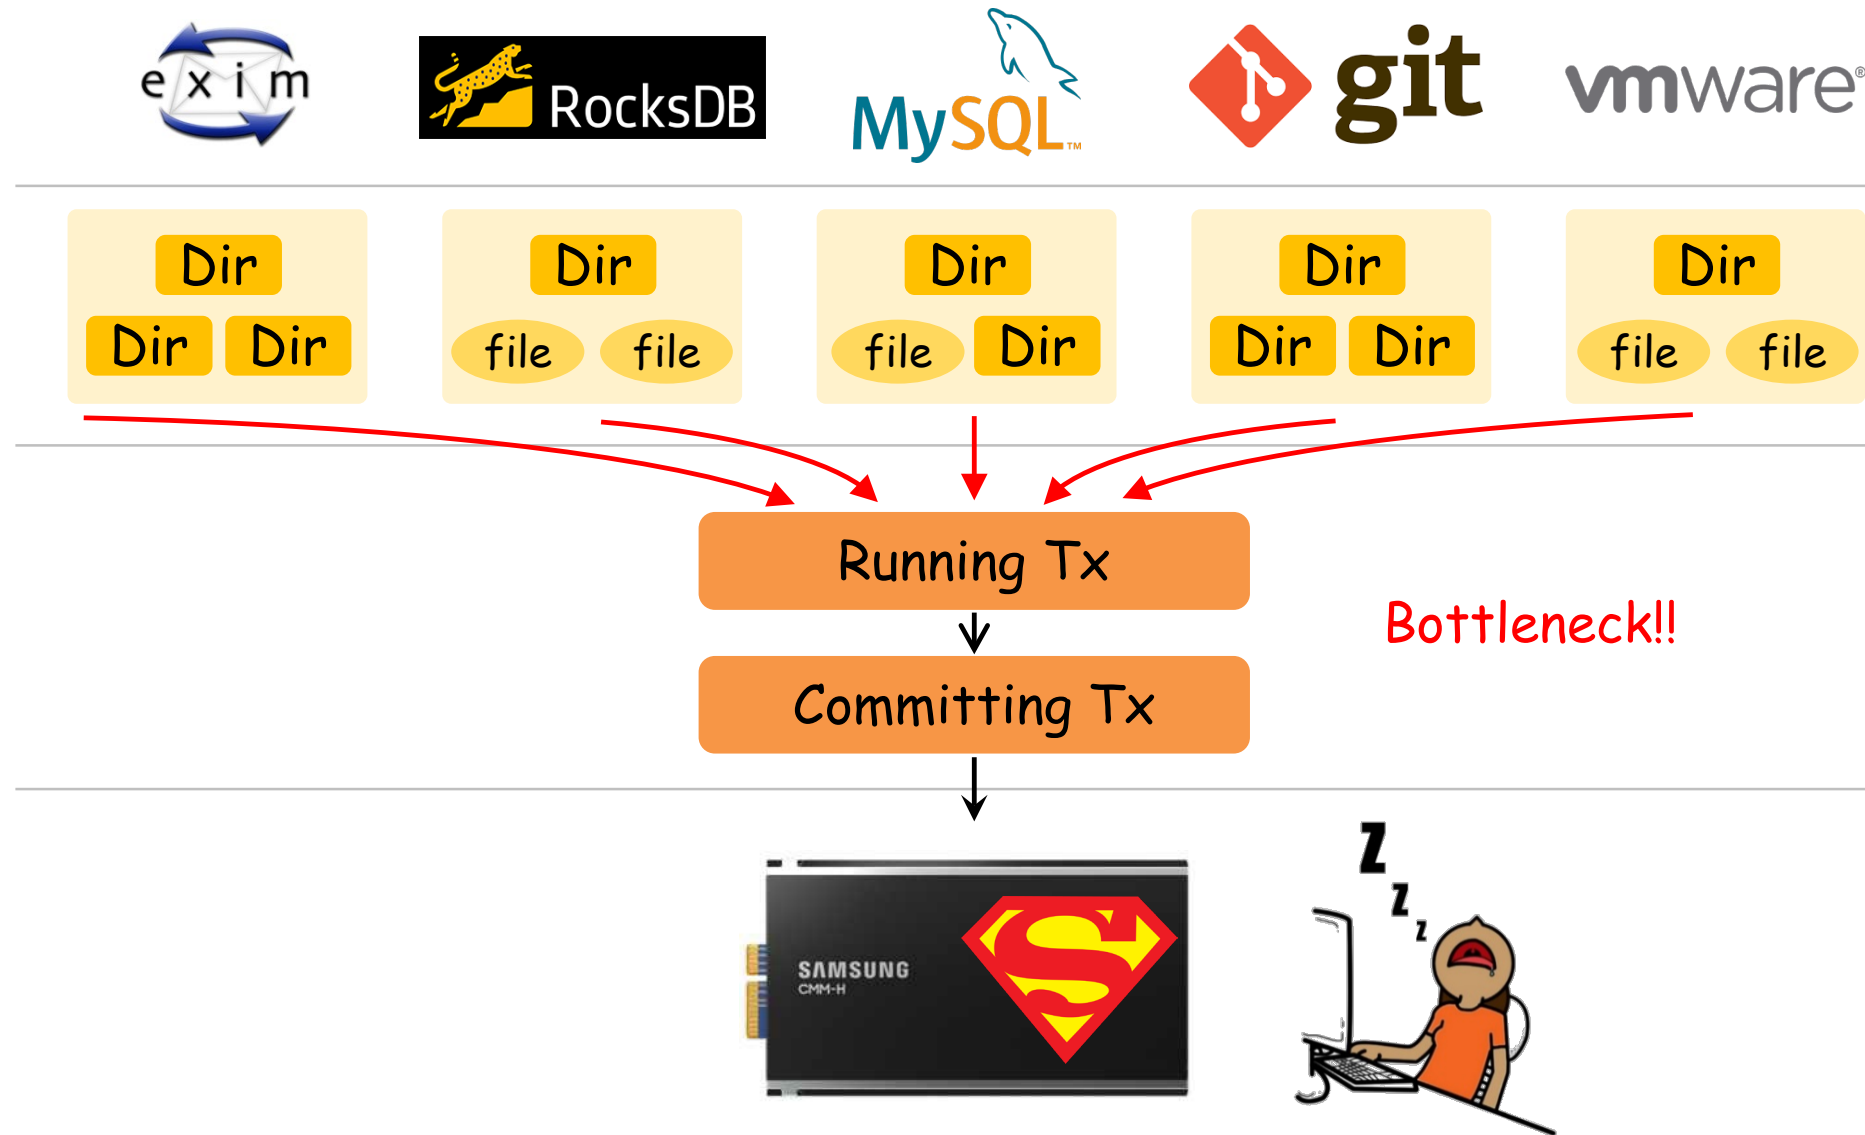 exim
RocksDB
MySQL™
git
vmware®
Dir Dir Dir Dir Dir
Dir Dir file file file Dir Dir Dir file file
Running Tx
Bottleneck!!
Committing Tx
Z
Z
Z
SAMSUNG
CMM-H
S